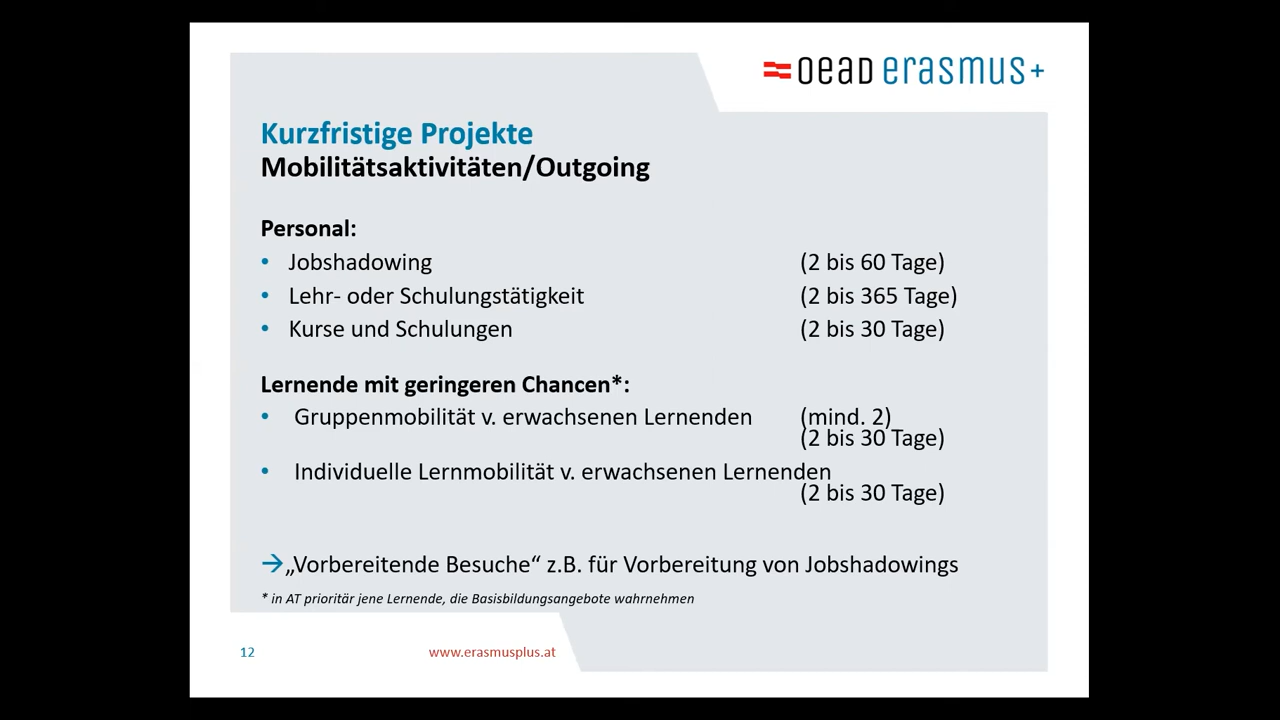 oead erasmus+
Kurzfristige Projekte
Mobilitätsaktivitäten/Outgoing
Personal:
• Jobshadowing (2 bis 60 Tage)
• Lehr- oder Schulungstätigkeit (2 bis 365 Tage)
• Kurse und Schulungen (2 bis 30 Tage)
Lernende mit geringeren Chancen*:
• Gruppenmobilität v. erwachsenen Lernenden (mind. 2)
(2 bis 30 Tage)
• Individuelle Lernmobilität v. erwachsenen Lernenden
(2 bis 30 Tage)
→„Vorbereitende Besuche“ z.B. für Vorbereitung von Jobshadowings
* in AT prioritär jene Lernende, die Basisbildungsangebote wahrnehmen
12 www.erasmusplus.at